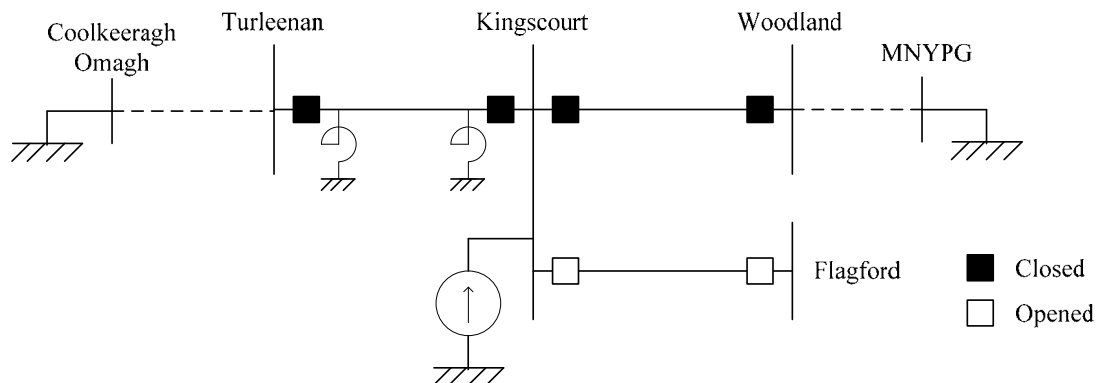 Coolkeeragh
Omagh
Turleenan
Kingscourt
Woodland
MNYPG
Flagford
Closed
Opened